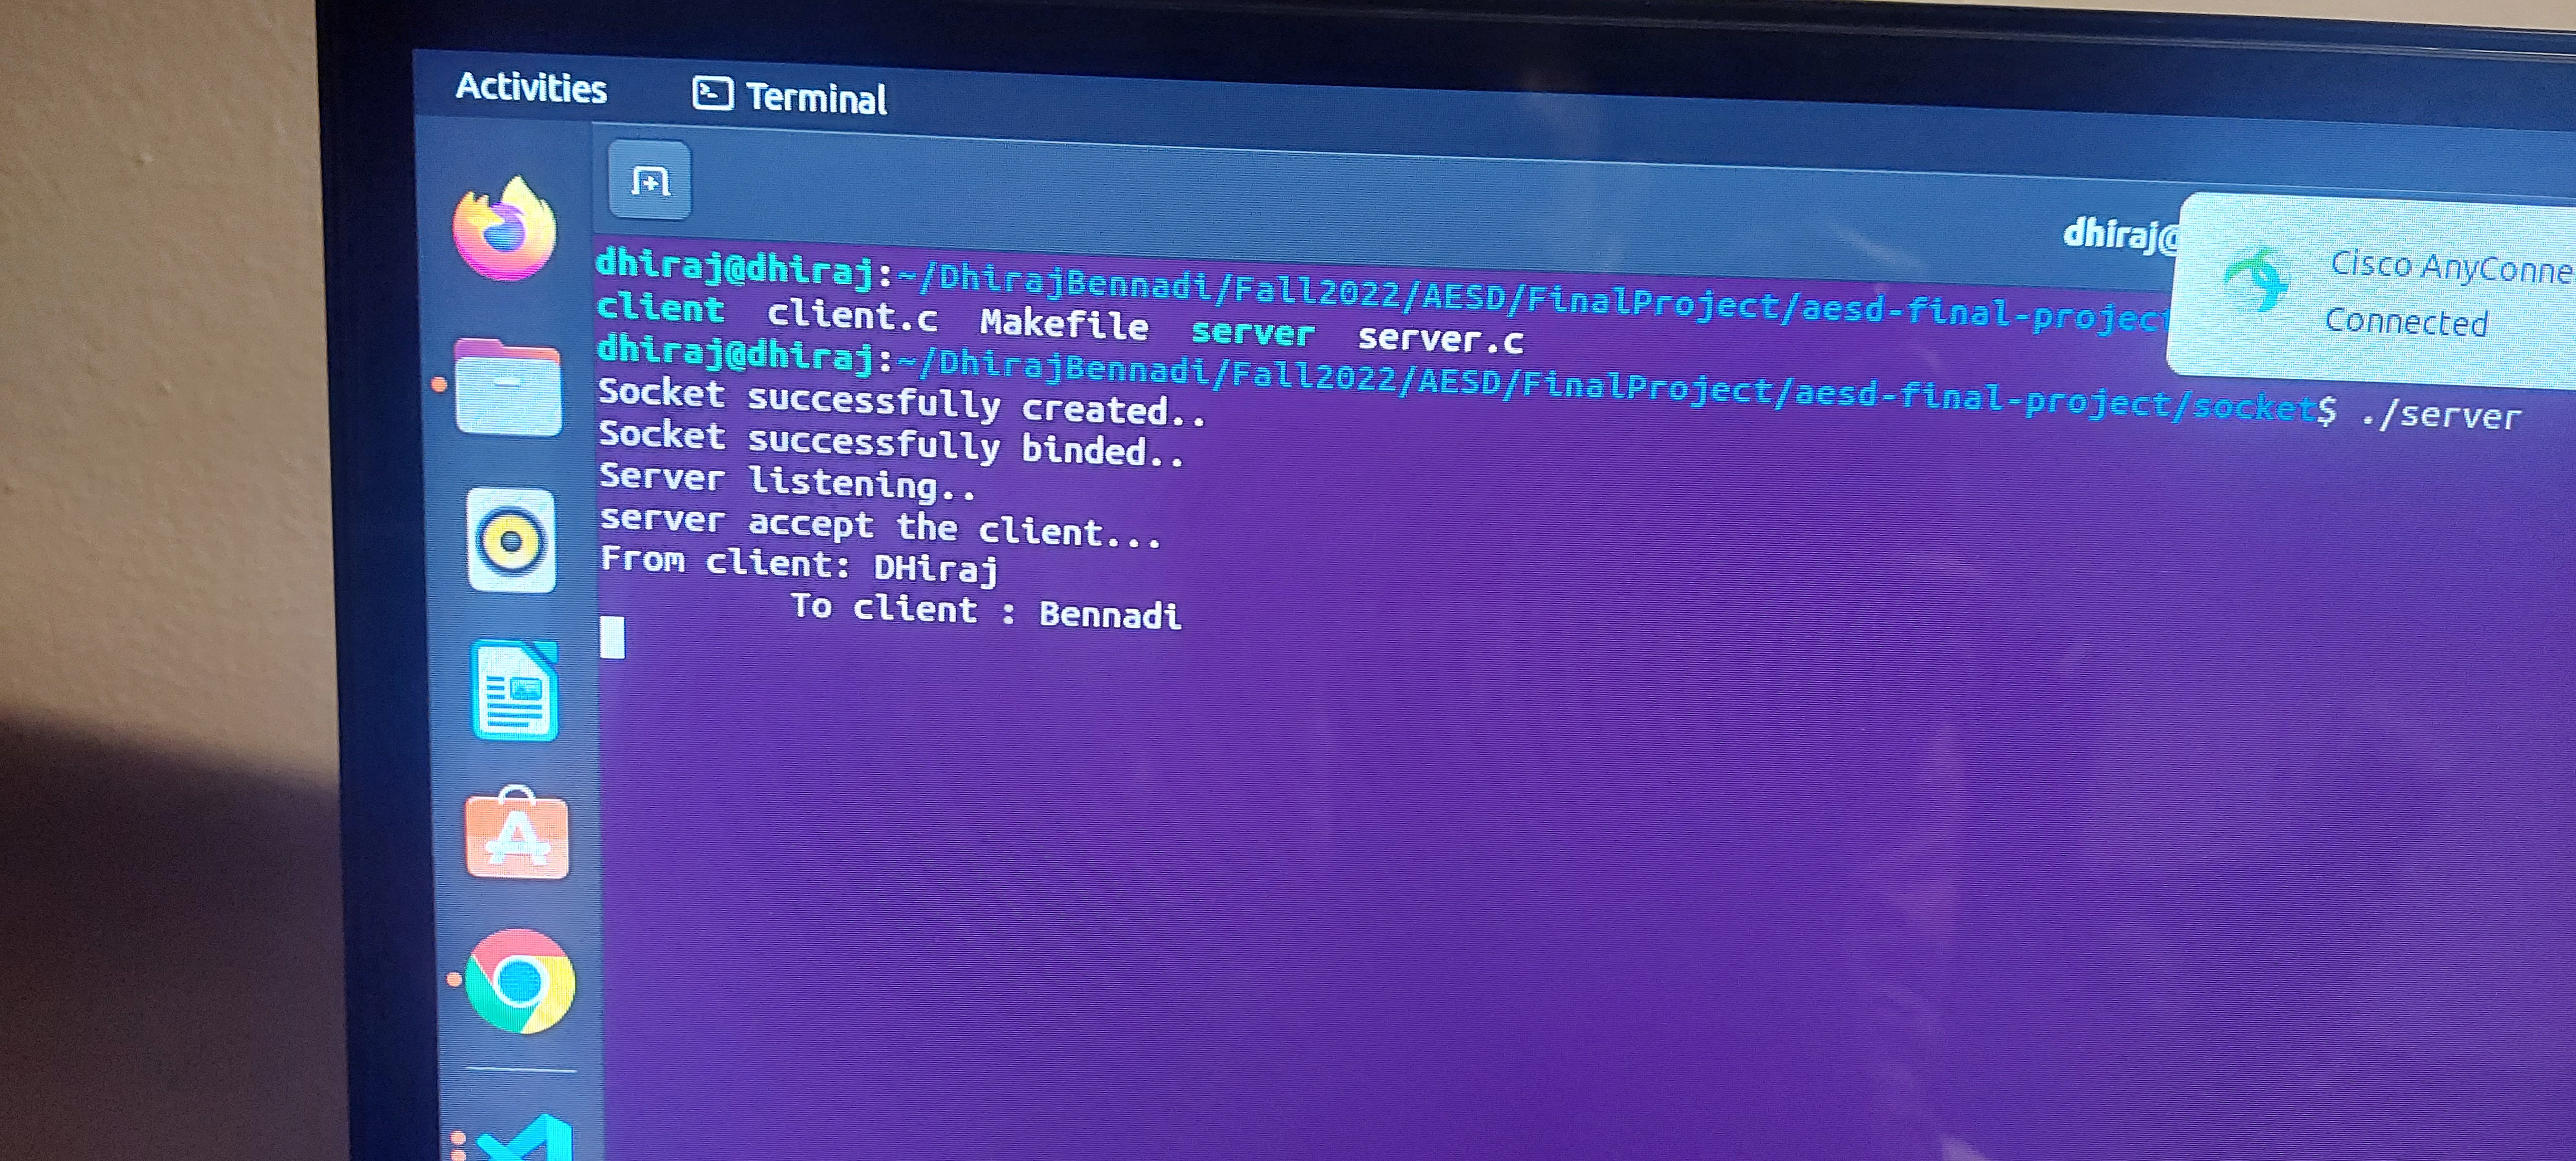 Activities Terminal
dhiraj@
Cisco AnyConne
Connected
dhiraj@dhiraj:~/DhirajBennadi/Fall2022/AESD/FinalProject/aesd-final-project
client client.c Makefile server server.c
dhiraj@dhiraj:~/DhirajBennadi/Fall2022/AESD/FinalProject/aesd-final-project/socket$ ./server
Socket successfully created..
Socket successfully binded..
Server listening..
server accept the client...
From client: DHiraj
To client : Bennadi